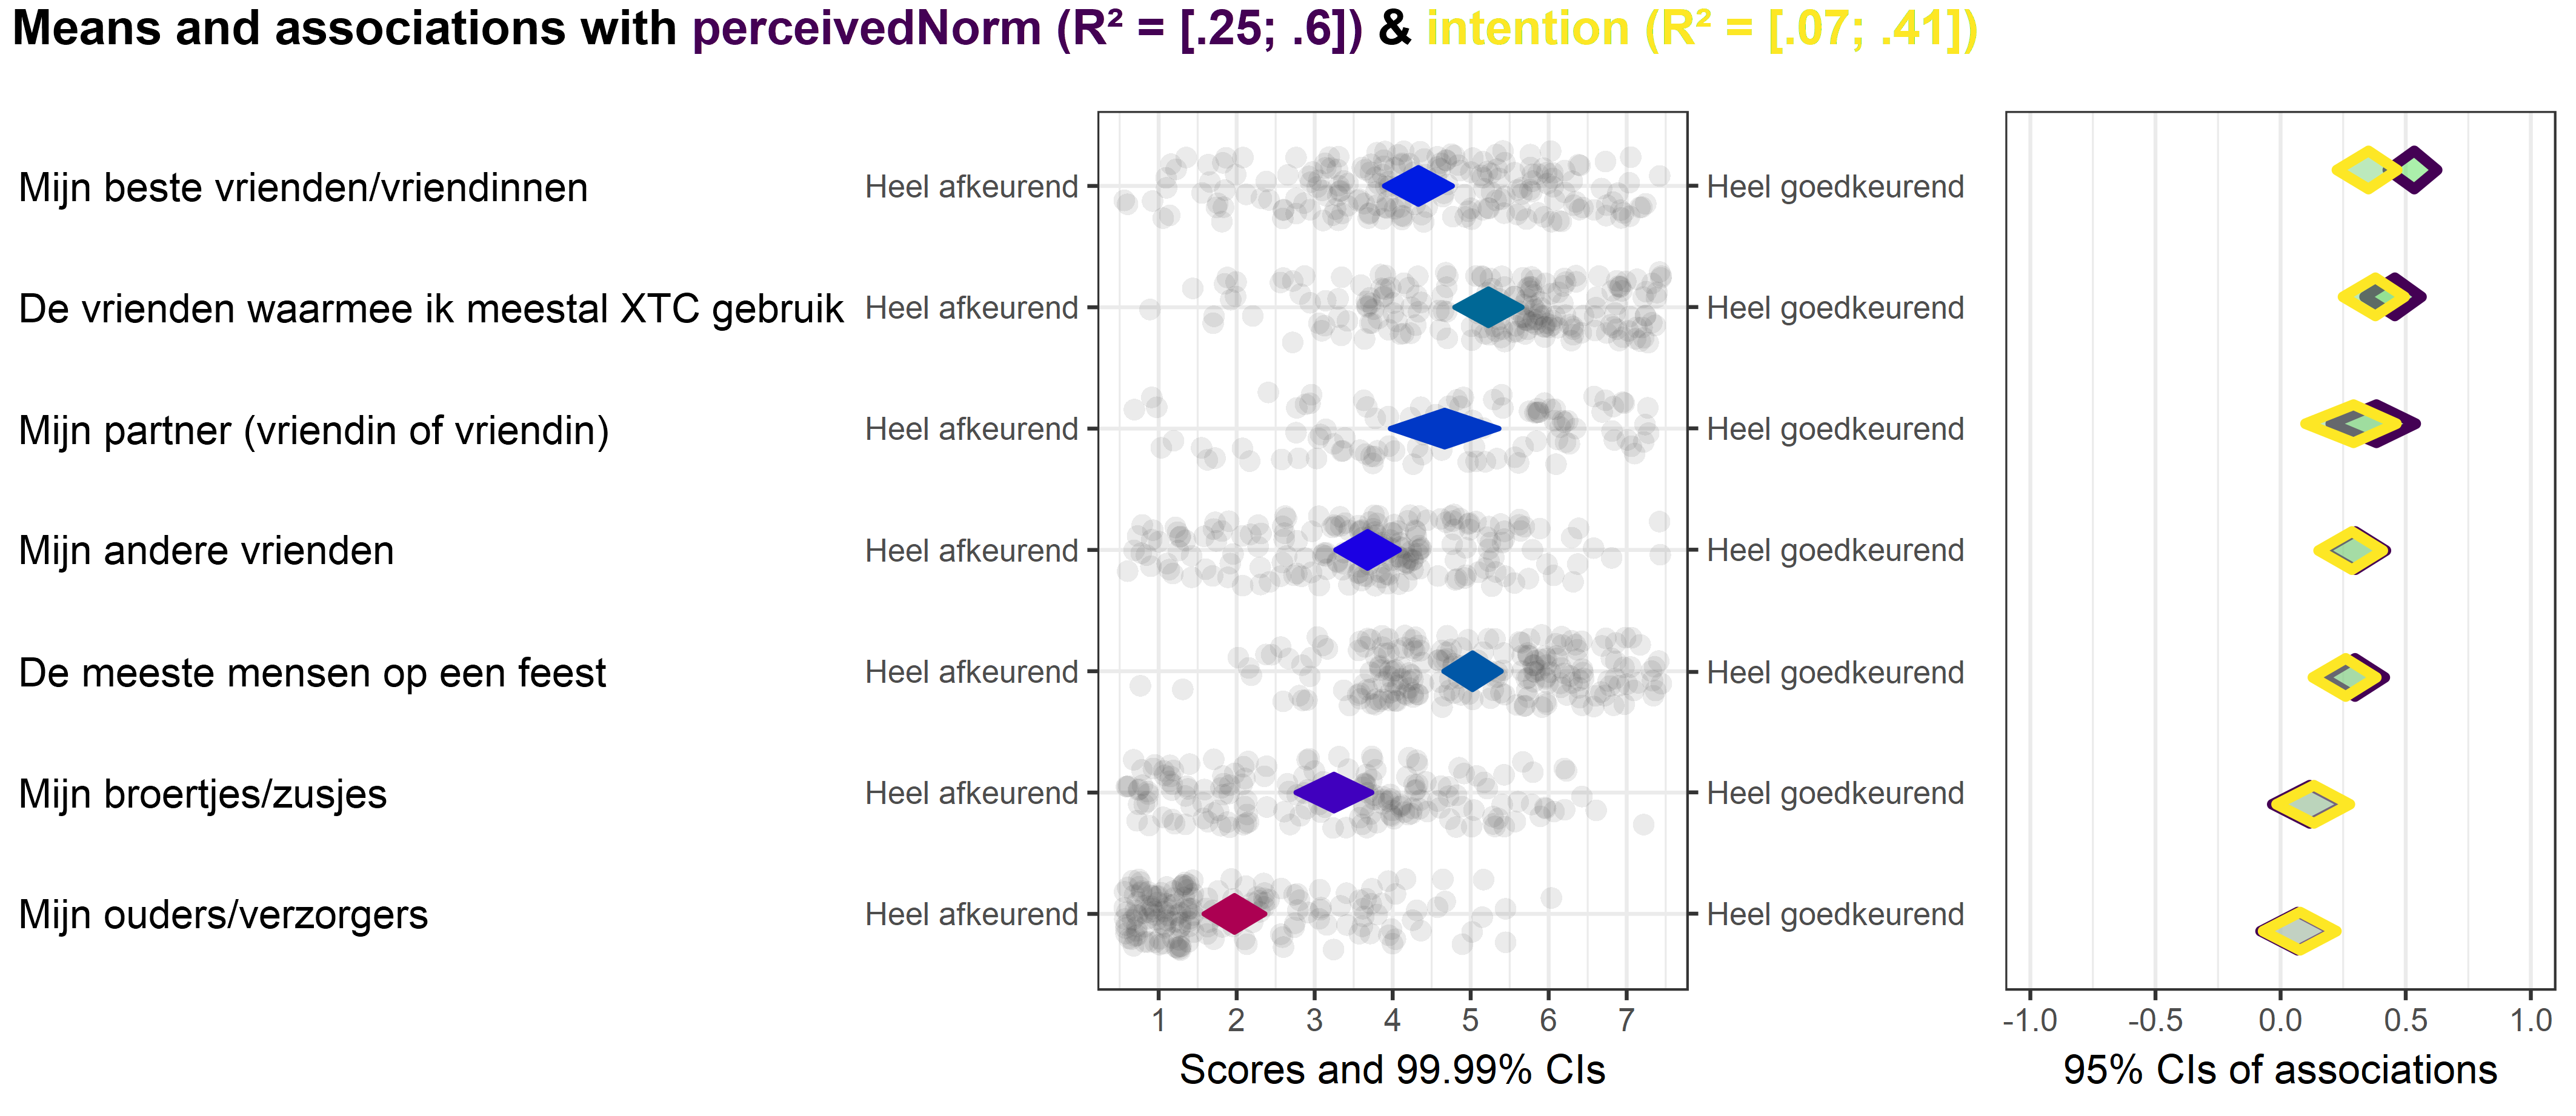 Means and associations with perceivedNorm (R² = [.25; .6]) & intention (R² = [.07; .41])
Mijn beste vrienden/vriendinnen Heel afkeurend Heel goedkeurend
De vrienden waarmee ik meestal XTC gebruik Heel afkeurend Heel goedkeurend
Mijn partner (vriendin of vriendin) Heel afkeurend Heel goedkeurend
Mijn andere vrienden Heel afkeurend Heel goedkeurend
De meeste mensen op een feest Heel afkeurend Heel goedkeurend
Mijn broertjes/zusjes Heel afkeurend Heel goedkeurend
Mijn ouders/verzorgers Heel afkeurend Heel goedkeurend
1 2 3 4 5 6 7 -1.0 -0.5 0.0 0.5 1.0
Scores and 99.99% CIs 95% CIs of associations